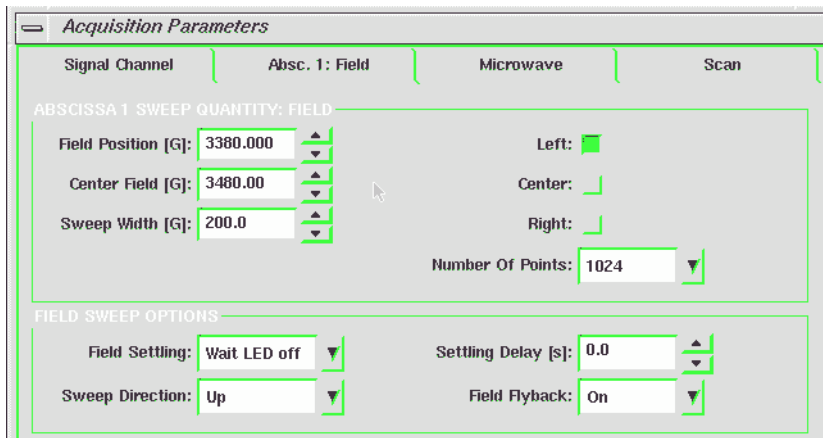 Acquisition Parameters
Signal Channel Absc. 1: Field Microwave Scan
ABSCISSA 1 SWEEP QUANTITY: FIELD
Field Position [G]: 3380.000 Left:
Center Field [G]: 3480.00 Center:
Sweep Width [G]: 200.0 Right:
Number Of Points: 1024
FIELD SWEEP OPTIONS
Field Settling: Wait LED off Settling Delay [s]: 0.0
Sweep Direction: Up Field Flyback: On